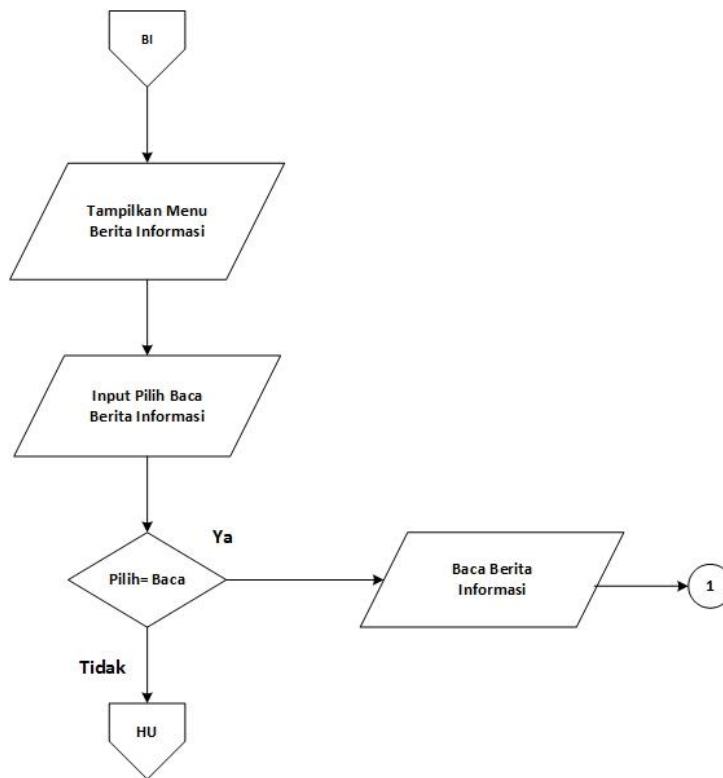 BI
Tampilkan Menu
Berita Informasi
Input Pilih Baca
Berita Informasi
Pilih= Baca
Ya
Baca Berita
Informasi
1
Tidak
HU